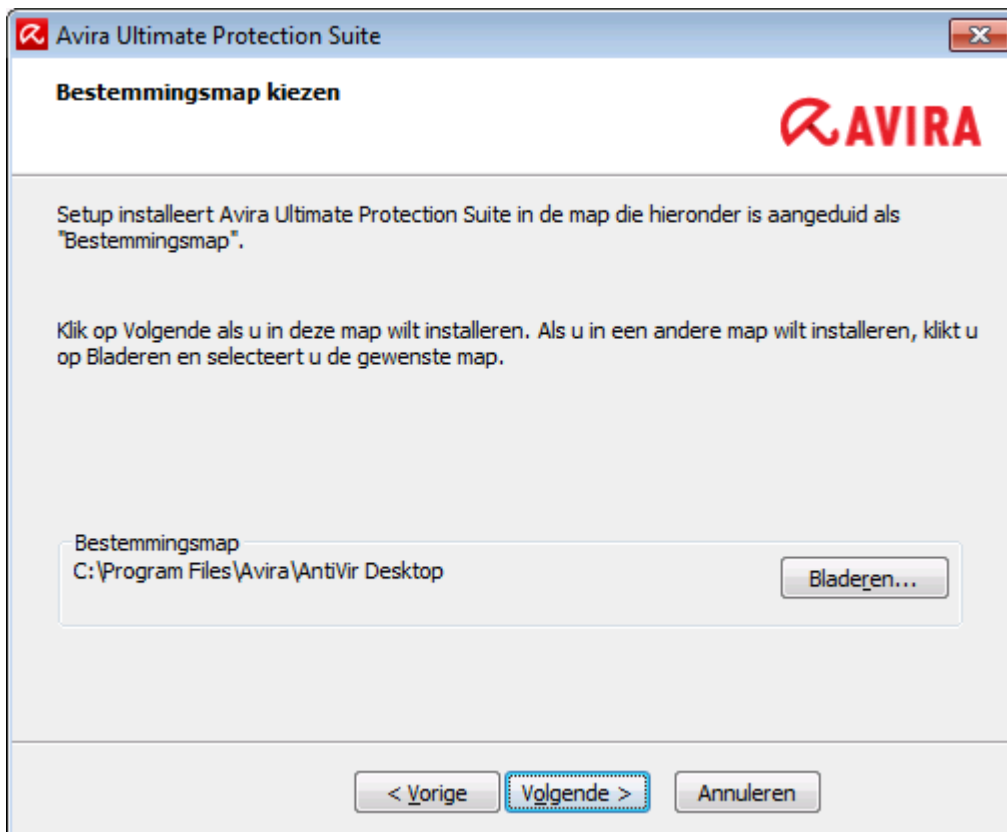 Avira Ultimate Protection Suite
Bestemmingsmap kiezen
AVIRA
Setup installeert Avira Ultimate Protection Suite in de map die hieronder is aangeduid als
"Bestemmingsmap".
Klik op Volgende als u in deze map wilt installeren. Als u in een andere map wilt installeren, klikt u
op Bladeren en selecteert u de gewenste map.
Bestemmingsmap
C:\Program Files\Avira\AntiVir Desktop
Bladeren...
< Vorige
Volgende >
Annuleren